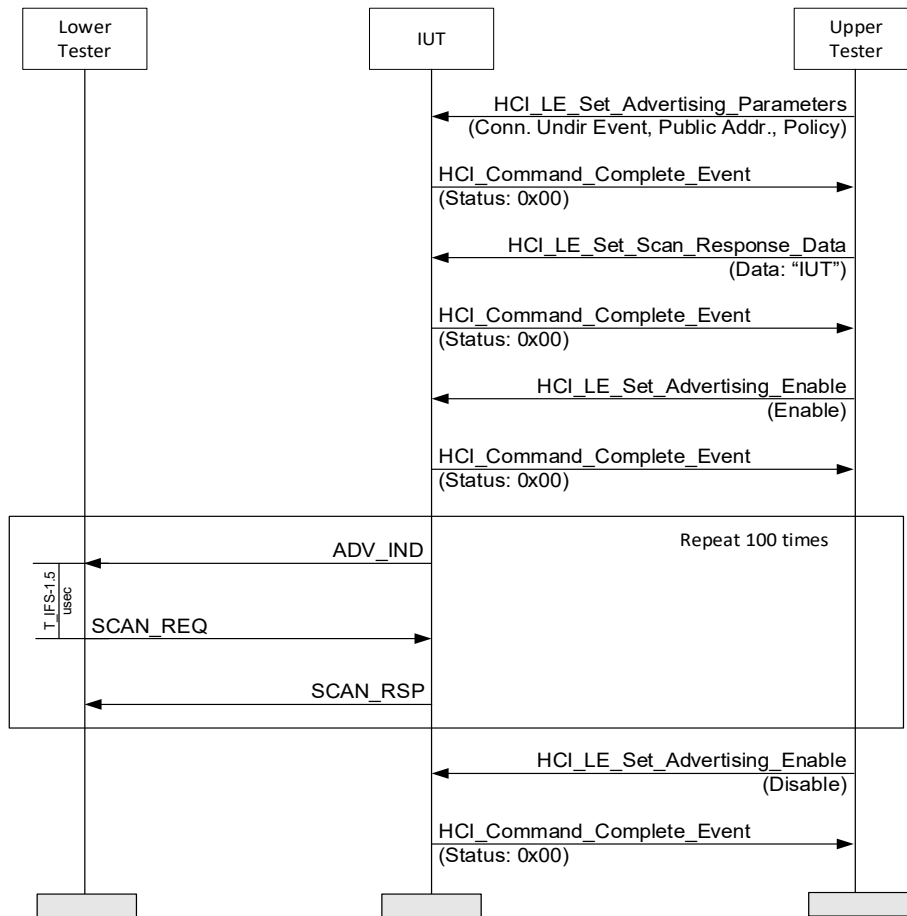 Lower
Tester
IUT
Upper
Tester
HCI_LE_Set_Advertising_Parameters
(Conn. Undir Event, Public Addr., Policy)
HCI_Command_Complete_Event
(Status: 0x00)
HCI_LE_Set_Scan_Response_Data
(Data: “IUT”)
HCI_Command_Complete_Event
(Status: 0x00)
HCI_LE_Set_Advertising_Enable
(Enable)
HCI_Command_Complete_Event
(Status: 0x00)
Repeat 100 times
ADV_IND
T_IFS-1.5
usec
SCAN_REQ
SCAN_RSP
HCI_LE_Set_Advertising_Enable
(Disable)
HCI_Command_Complete_Event
(Status: 0x00)